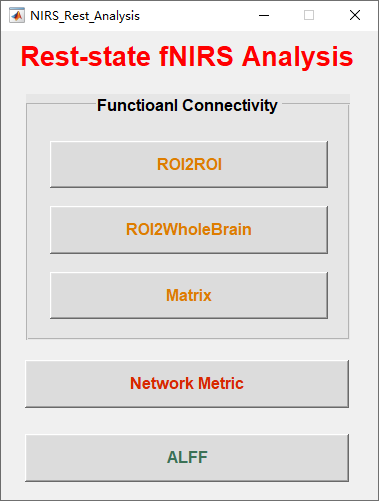 NIRS_Rest_Analysis
Rest-state fNIRS Analysis
Functioanl Connectivity
ROI2ROI
ROI2WholeBrain
Matrix
Network Metric
ALFF